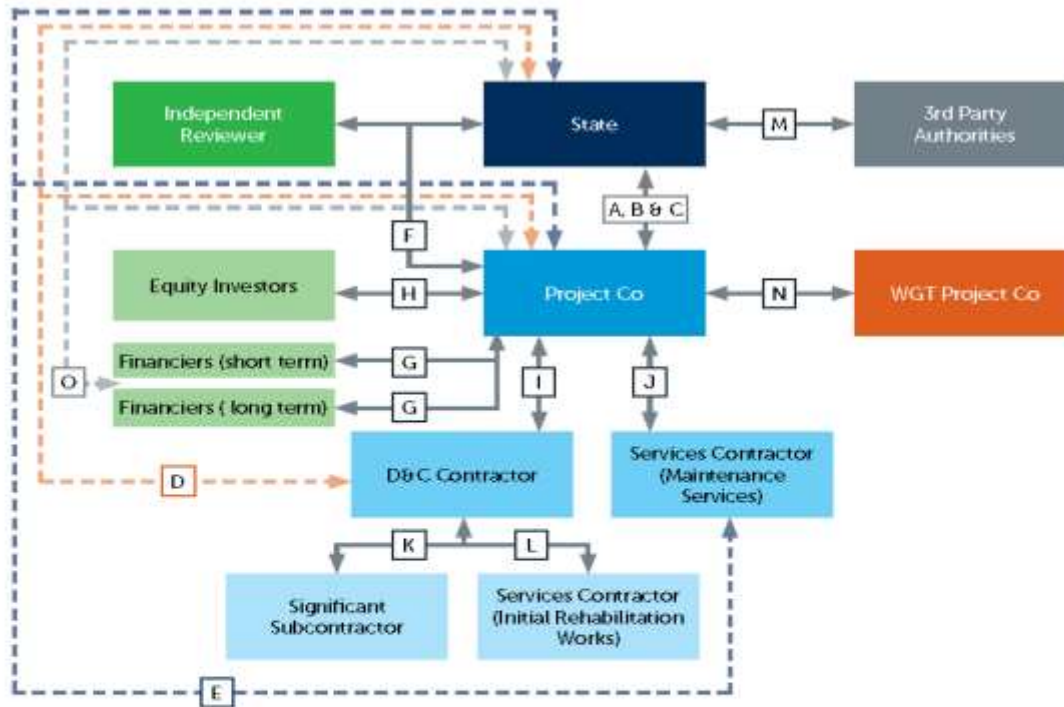 Independent
Reviewer
State
M
3rd Party
Authorities
A, B & C
F
Equity Investors
H
Project Co
N
WGT Project Co
Financiers (short term)
G
O
Financiers ( long term)
G
I
J
D
D&C Contractor
Services Contractor
(Maintenance
Services)
K
L
Significant
Subcontractor
Services Contractor
(Initial Rehabilitation
Works)
E